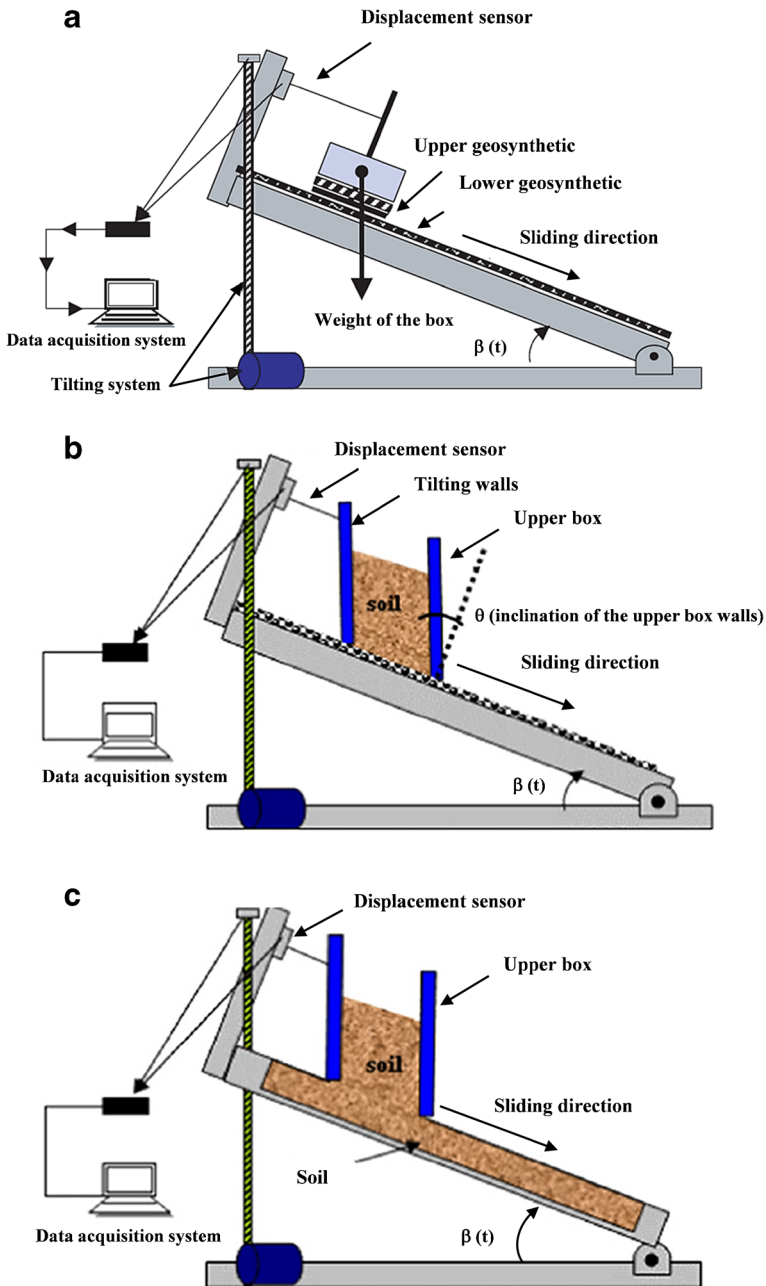 a
Displacement sensor
Upper geosynthetic
Lower geosynthetic
Sliding direction
Weight of the box
β (t)
Data acquisition system
Tilting system
b
Displacement sensor
Tilting walls
Upper box
soil
θ (inclination of the upper box walls)
Sliding direction
β (t)
Data acquisition system
c
Displacement sensor
Upper box
soil
Sliding direction
Soil
β (t)
Data acquisition system